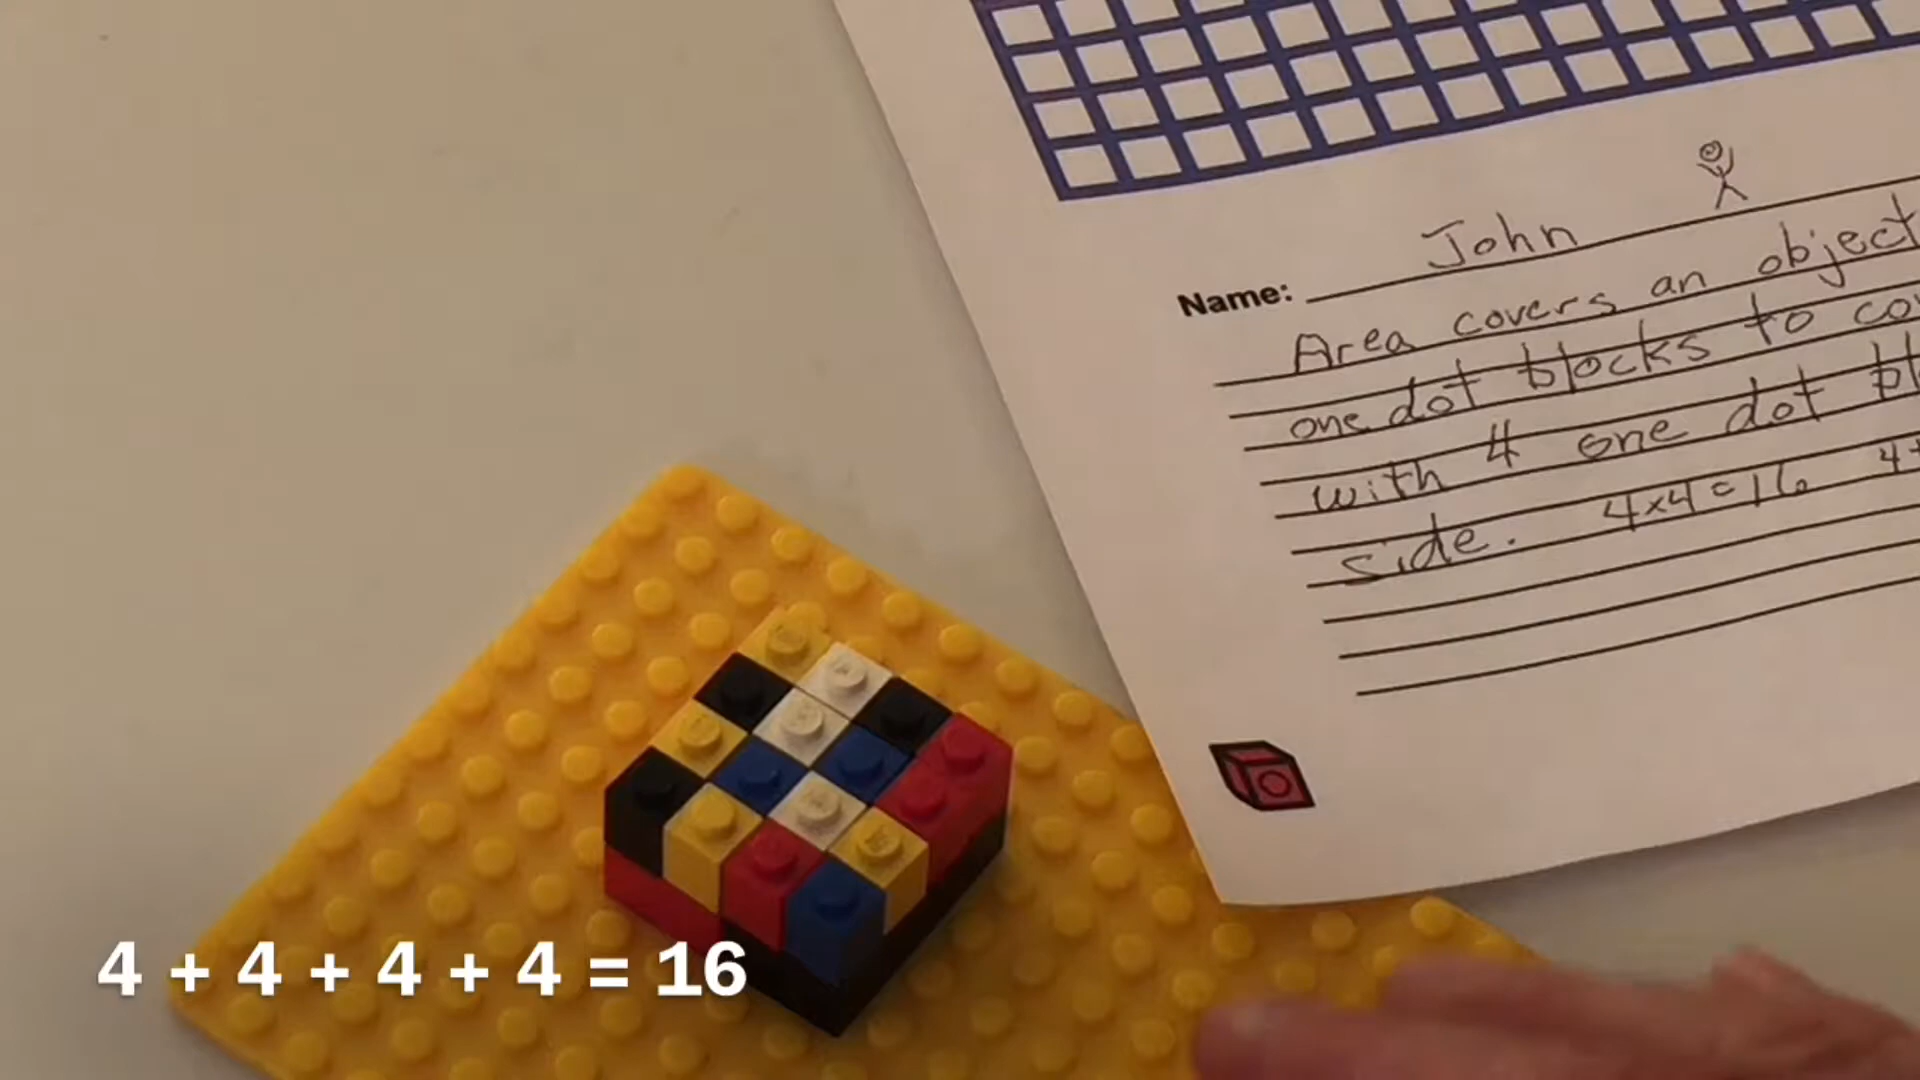 John
Name:
Area covers an object
one dot blocks to
with 4 one dot
side. 4x4=16 4+
4 + 4 + 4 + 4 = 16